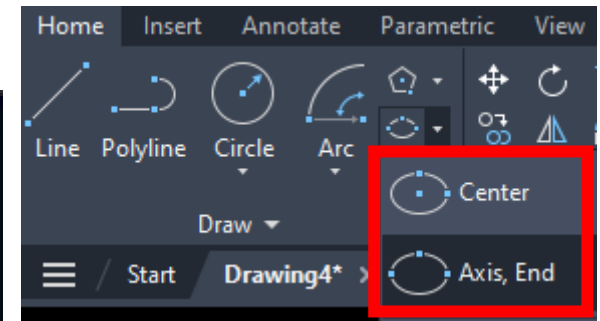 Home Insert Annotate Parametric View
Line Polyline Circle Arc
Center
Draw
Start Drawing4*
Axis, End